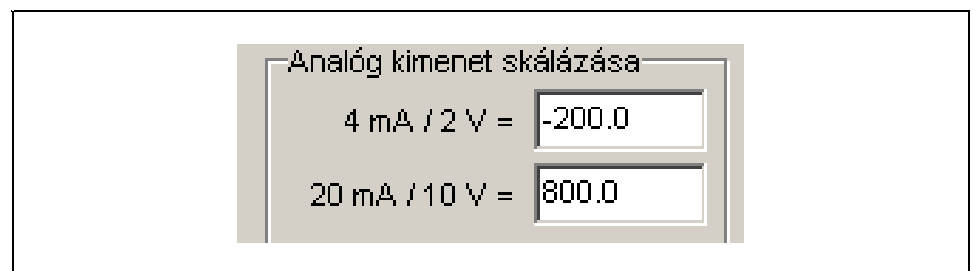 Analóg kimenet skálázása
4 mA / 2 V = -200.0
20 mA / 10 V = 800.0